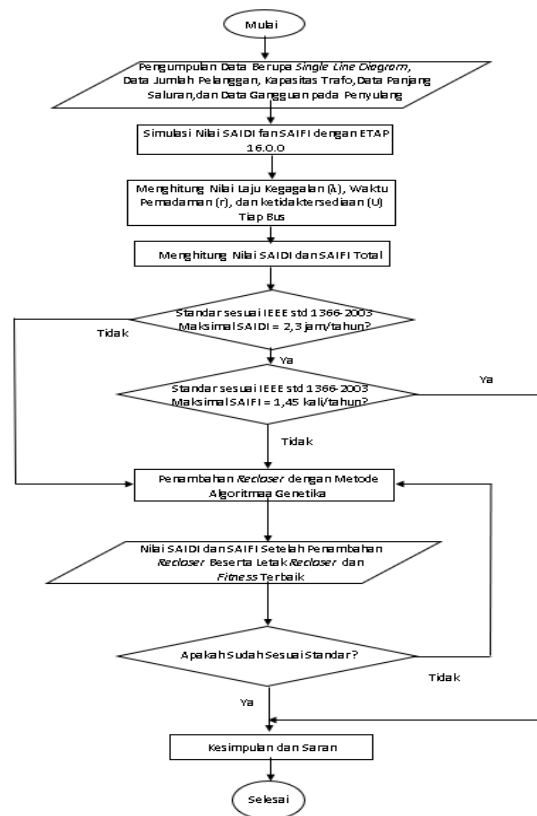 Mulai
Pengumpulan Data Berupa Single Line Diagram,
Data Jumlah Pelanggan, Kapasitas Trafo, Data Panjang
Saluran, dan Data Gangguan pada Penyulang
Simulasi Nilai SAIDI fan SAIFI dengan ETAP
16.0.0
Menghitung Nilai Laju Kegagalan (λ), Waktu
Pemadaman (r), dan ketidaktersediaan (U)
Tiap Bus
Menghitung Nilai SAIDI dan SAIFI Total
Standar sesuai IEEE std 1366-2003
Maksimal SAIDI = 2,3 jam/tahun?
Tidak
Ya
Standar sesuai IEEE std 1366-2003
Maksimal SAIFI = 1,45 kali/tahun?
Ya
Tidak
Penambahan Recloser dengan Metode
Algoritmaa Genetika
Nilai SAIDI dan SAIFI Setelah Penambahan
Recloser Beserta Letak Recloser dan
Fitness Terbaik
Apakah Sudah Sesuai Standar?
Tidak
Ya
Kesimpulan dan Saran
Selesai